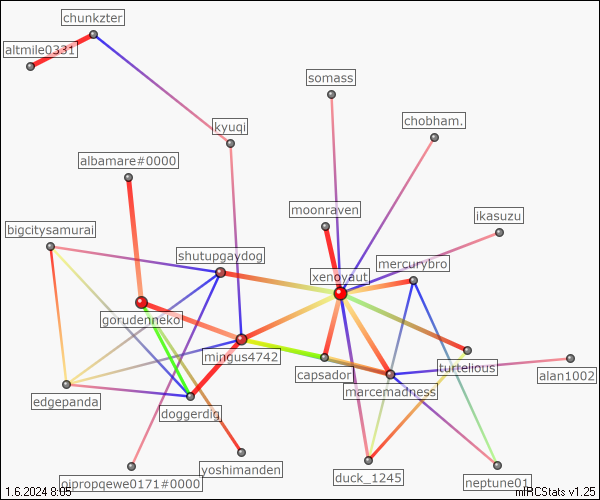 chunkzter
altmile0331
somass
chobham.
kyuqi
albamare#0000
moonraven
ikasuzu
bigcitysamurai
shutupgaydog
mercurybro
xenoyaut
gorudenneko
mingus4742
turtelious
capsador
alan1002
marcemadness
edgepanda
doggerdig
yoshimanden
duck_1245
oipropqewe0171#0000
neptune01
1.6.2024 8:05
mIRCStats v1.25